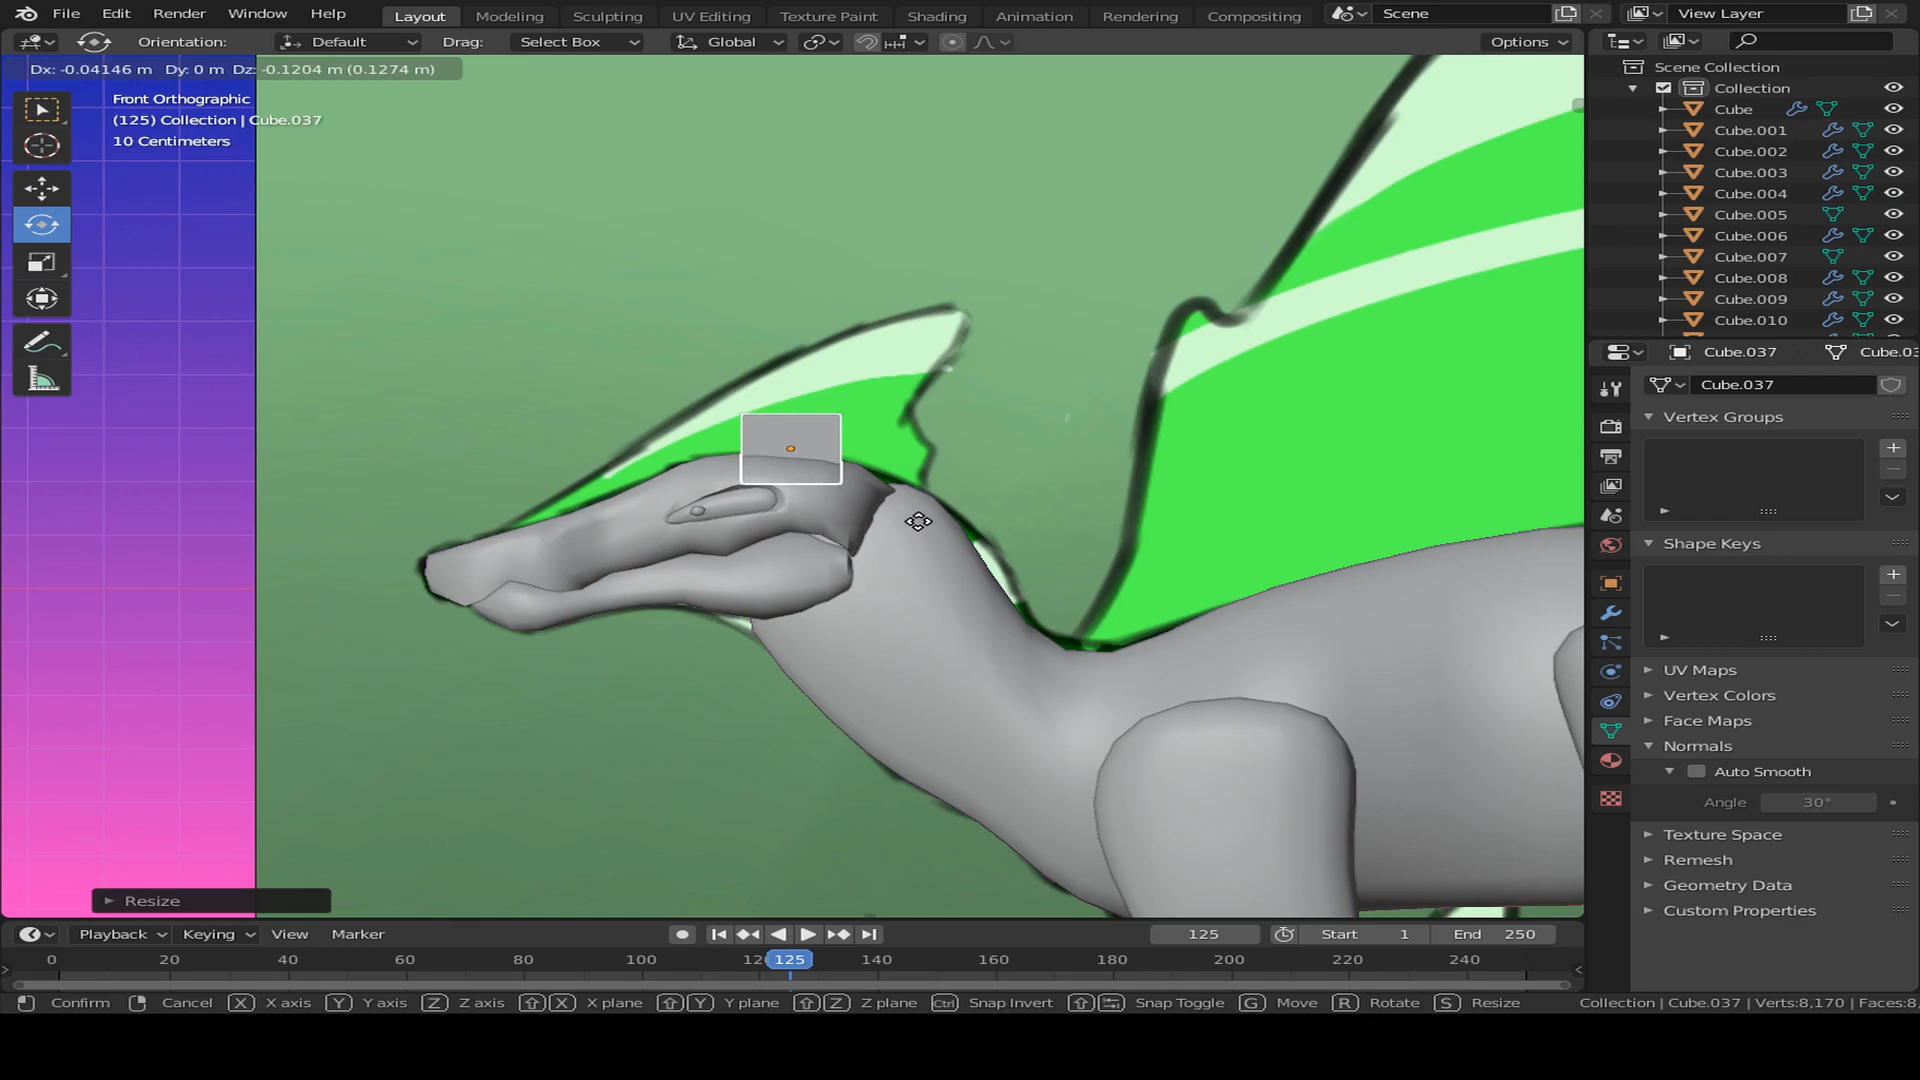 File Edit Render Window Help Layout Modeling Sculpting UV Editing Texture Paint Shading Animation Rendering Compositing Scene View Layer
Orientation: Default Drag: Select Box Global Options
Dx: -0.04146 m Dy: 0 m Dz: -0.1204 m (0.1274 m)
Front Orthographic
(125) Collection | Cube.037
10 Centimeters
Scene Collection
Collection
Cube
Cube.001
Cube.002
Cube.003
Cube.004
Cube.005
Cube.006
Cube.007
Cube.008
Cube.009
Cube.010
Cube.037 Cube.03
Cube.037
Vertex Groups
Shape Keys
UV Maps
Vertex Colors
Face Maps
Normals
Auto Smooth
Angle 30°
Texture Space
Remesh
Geometry Data
Custom Properties
Resize
Playback Keying View Marker 125 Start 1 End 250
0 20 40 60 80 100 125 140 160 180 200 220 240
Confirm Cancel X X axis Y Y axis Z Z axis X X plane Y Y plane Z Z plane Ctrl Snap Invert Snap Toggle G Move R Rotate S Resize Collection | Cube.037 | Verts:8,170 | Faces:8,